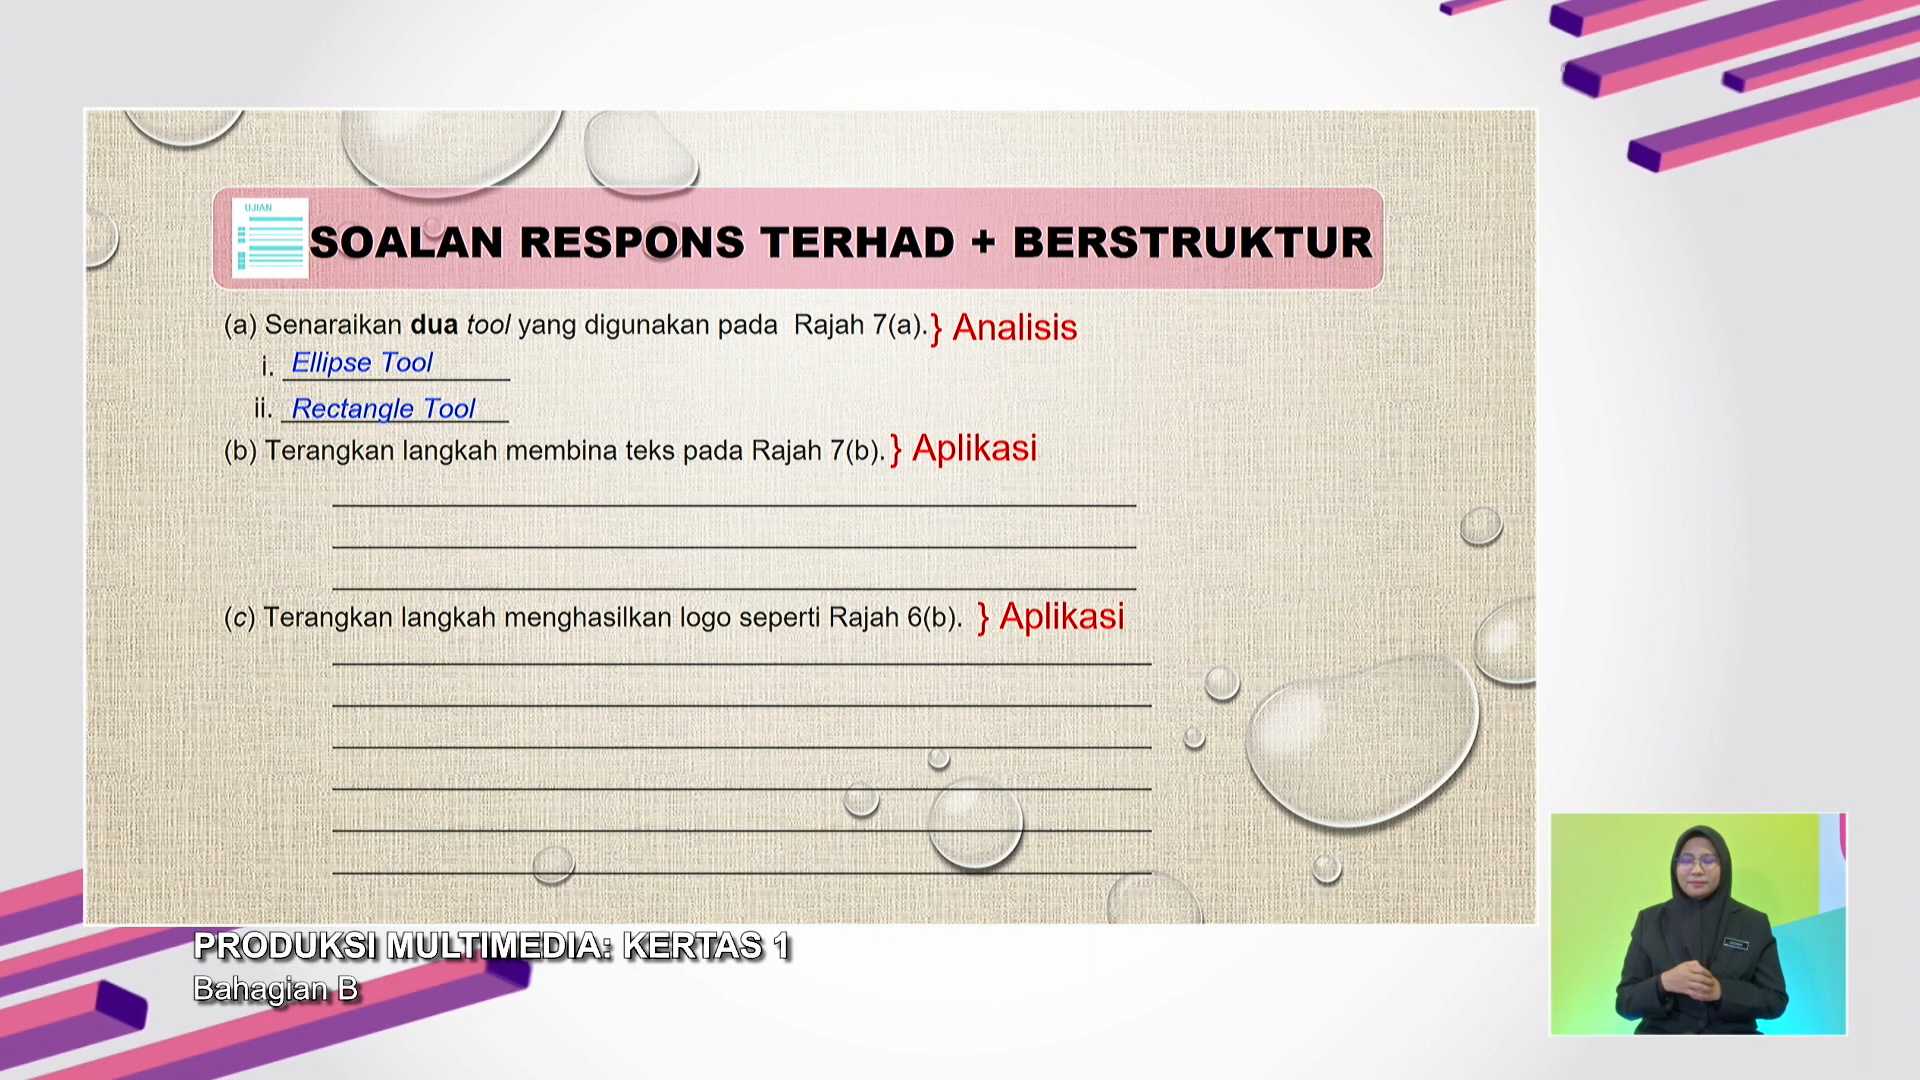 UJIAN
SOALAN RESPONS TERHAD + BERSTRUKTUR
(a) Senaraikan dua tool yang digunakan pada Rajah 7(a).} Analisis
i. Ellipse Tool
ii. Rectangle Tool
(b) Terangkan langkah membina teks pada Rajah 7(b).} Aplikasi
(c) Terangkan langkah menghasilkan logo seperti Rajah 6(b). } Aplikasi
PRODUKSI MULTIMEDIA: KERTAS 1
Bahagian B